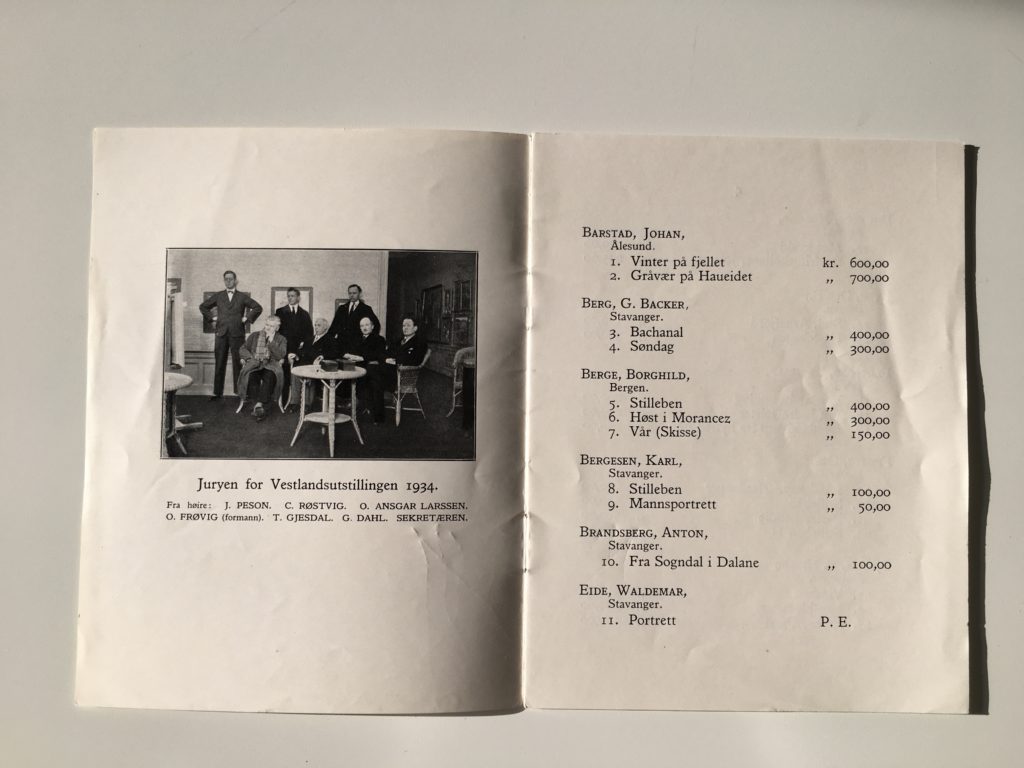 Juryen for Vestlandsutstillingen 1934.
Fra høire: J. PESON. C. RØSTVIG. O. ANSGAR LARSSEN.
O. FRØVIG (formann). T. GJESDAL. G. DAHL. SEKRETÆREN.
BARSTAD, JOHAN,
Ålesund.
1. Vinter på fjellet kr. 600,00
2. Gråvær på Haueidet „ 700,00
BERG, G. BACKER,
Stavanger.
3. Bachanal „ 400,00
4. Søndag „ 300,00
BERGE, BORGHILD,
Bergen.
5. Stilleben „ 400,00
6. Høst i Morancez „ 300,00
7. Vår (Skisse) „ 150,00
BERGESEN, KARL,
Stavanger.
8. Stilleben „ 100,00
9. Mannsportrett „ 50,00
BRANDSBERG, ANTON,
Stavanger.
10. Fra Sogndal i Dalane „ 100,00
EIDE, WALDEMAR,
Stavanger.
11. Portrett P. E.